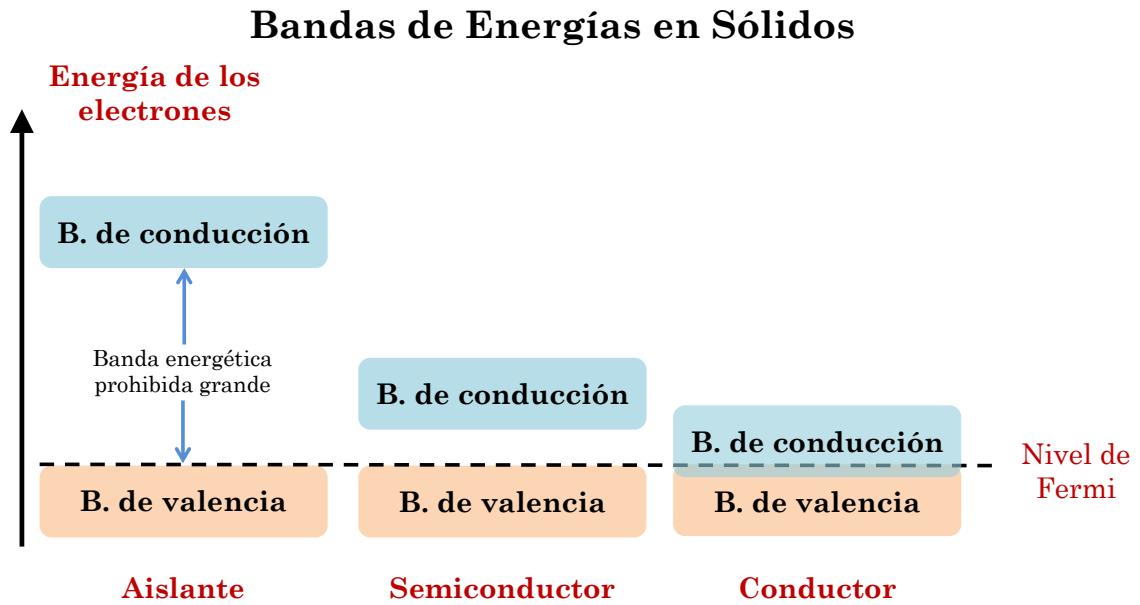 Bandas de Energías en Sólidos
Energía de los
electrones
B. de conducción
Banda energética
prohibida grande
B. de conducción
B. de conducción
Nivel de
Fermi
B. de valencia
B. de valencia
B. de valencia
Aislante
Semiconductor
Conductor